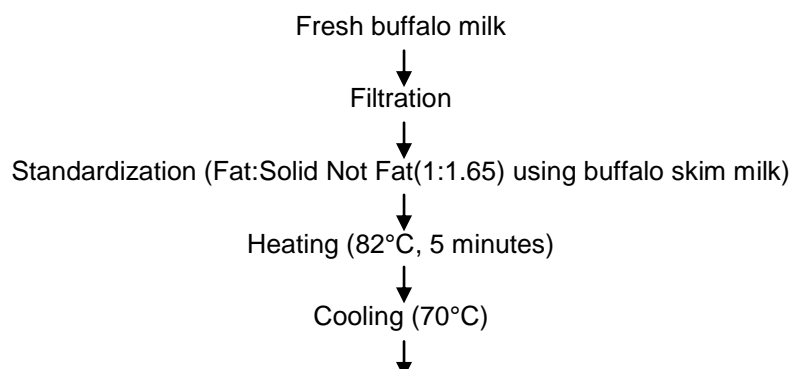 Fresh buffalo milk
Filtration
Standardization (Fat:Solid Not Fat(1:1.65) using buffalo skim milk)
Heating (82°C, 5 minutes)
Cooling (70°C)